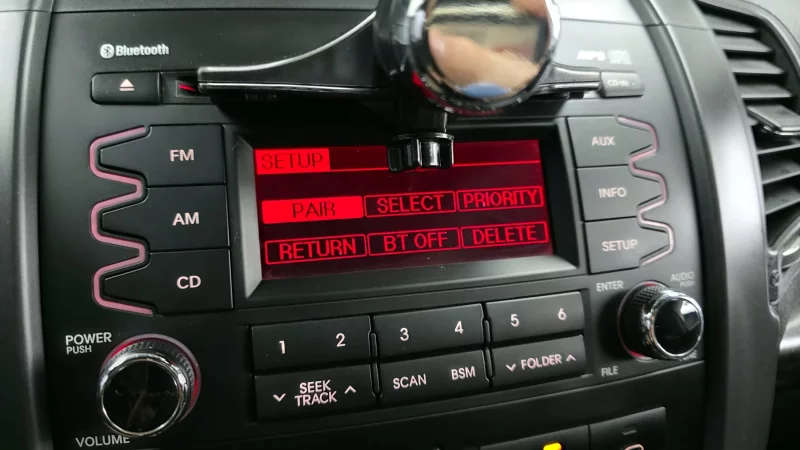 Bluetooth
FM
AM
CD
POWER
PUSH
VOLUME
SETUP
PAIR SELECT PRIORITY
RETURN BT OFF DELETE
AUX
INFO
SETUP
ENTER
AUDIO
PUSH
FILE
1 2 3 4 5 6
SEEK
TRACK
SCAN BSM
FOLDER